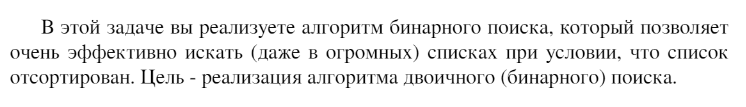 В этой задаче вы реализуете алгоритм бинарного поиска, который позволяет
очень эффективно искать (даже в огромных) списках при условии, что список
отсортирован. Цель - реализация алгоритма двоичного (бинарного) поиска.